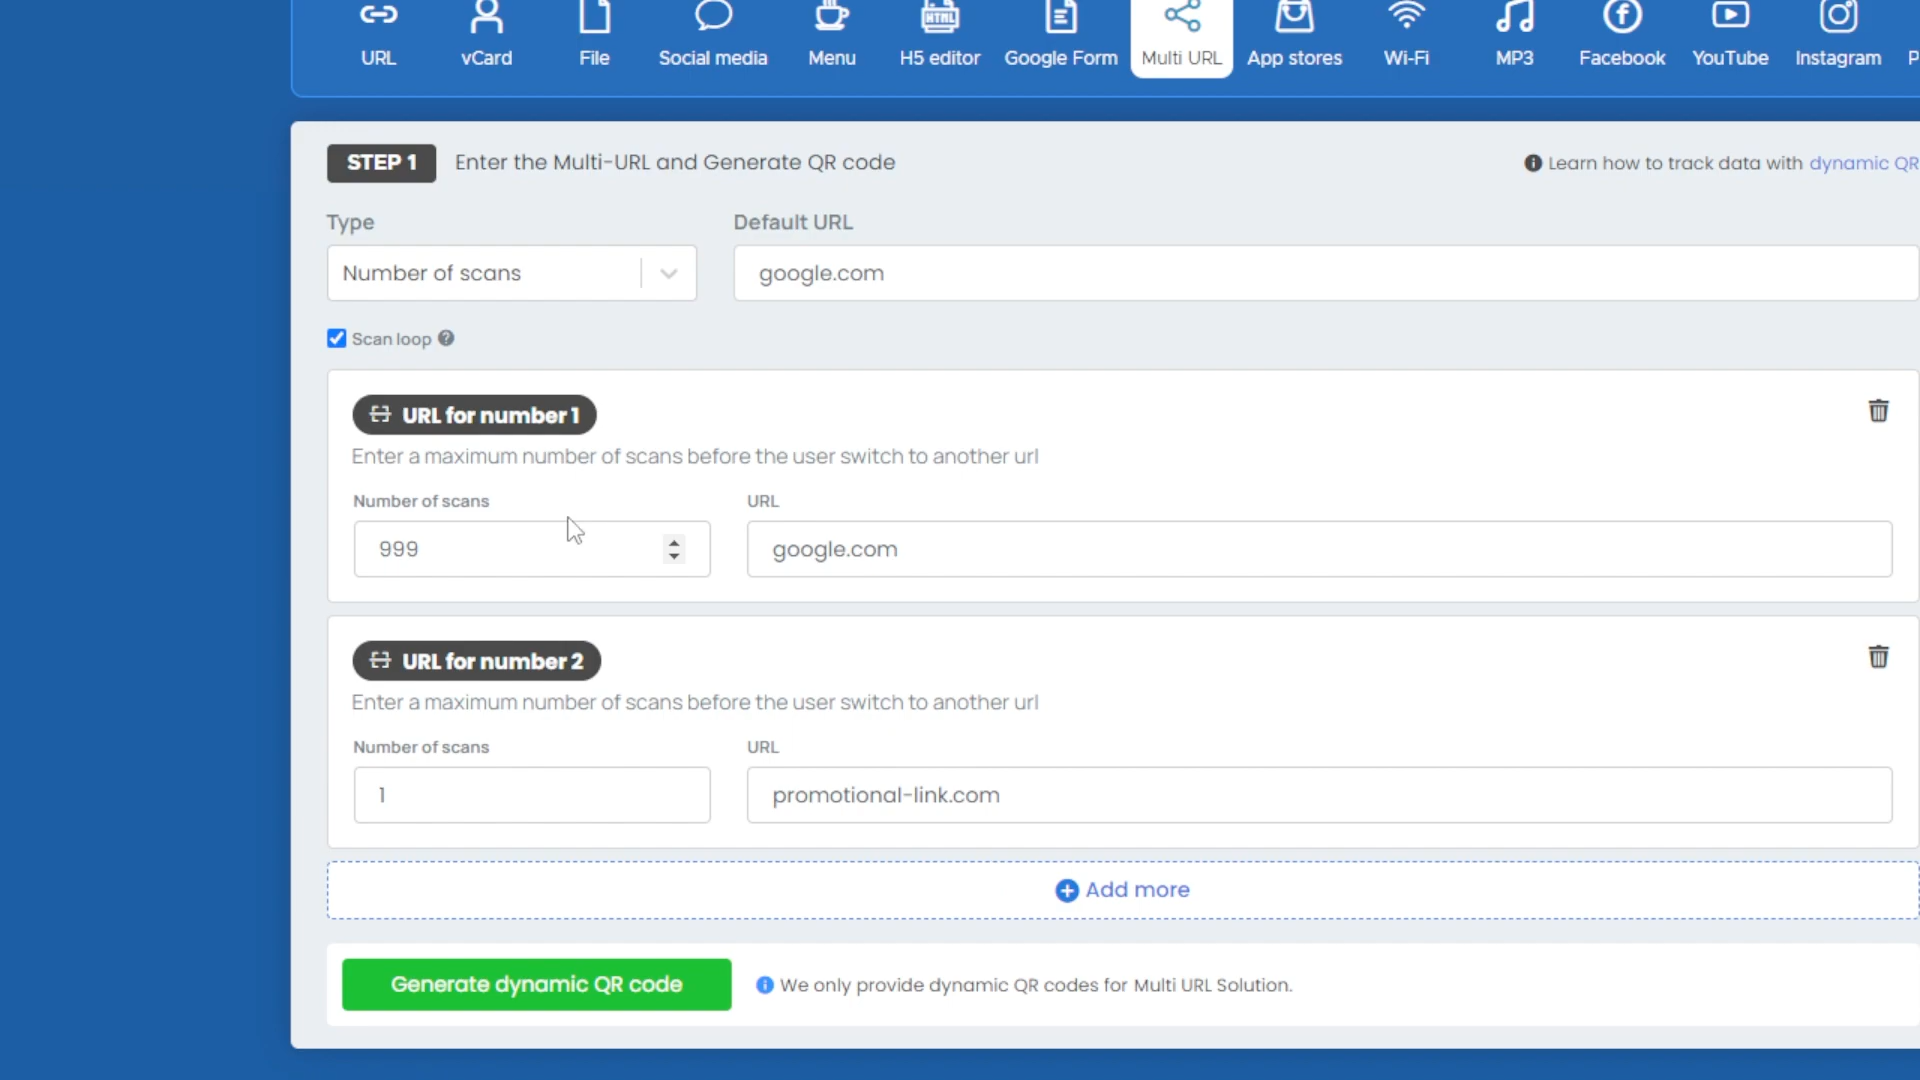 URL vCard File Social media Menu H5 editor Google Form Multi URL App stores Wi-Fi MP3 Facebook YouTube Instagram P
STEP 1 Enter the Multi-URL and Generate QR code Learn how to track data with dynamic QR
Type Default URL
Number of scans google.com
Scan loop
URL for number 1
Enter a maximum number of scans before the user switch to another url
Number of scans URL
999 google.com
URL for number 2
Enter a maximum number of scans before the user switch to another url
Number of scans URL
1 promotional-link.com
Add more
Generate dynamic QR code We only provide dynamic QR codes for Multi URL Solution.